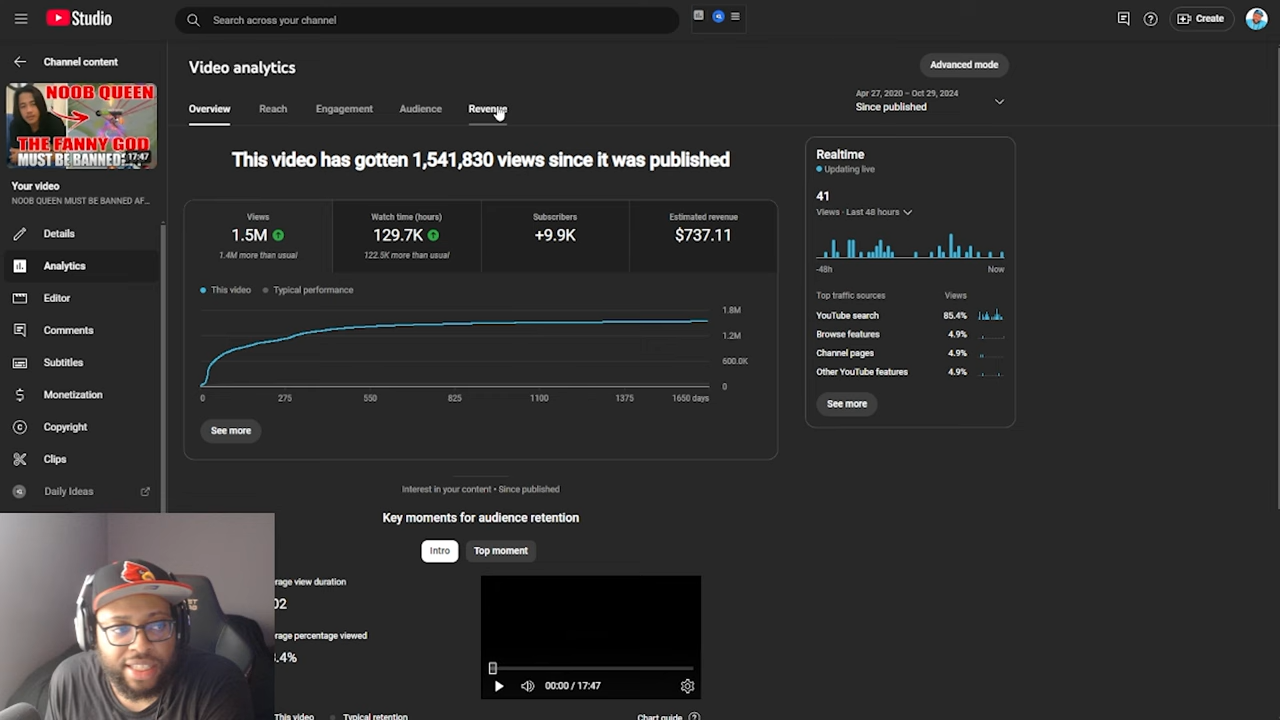 Studio
Search across your channel
Create
Channel content
NOOB QUEEN
THE FANNY GOD
MUST BE BANNED
17:47
Your video
NOOB QUEEN MUST BE BANNED AF...
Details
Analytics
Editor
Comments
Subtitles
Monetization
Copyright
Clips
Daily Ideas
Video analytics
Advanced mode
Overview
Reach
Engagement
Audience
Revenue
Apr 27, 2020 – Oct 29, 2024
Since published
This video has gotten 1,541,830 views since it was published
Views
1.5M
1.4M more than usual
Watch time (hours)
129.7K
122.5K more than usual
Subscribers
+9.9K
Estimated revenue
$737.11
This video
Typical performance
1.8M
1.2M
600.0K
0
0 275 550 825 1100 1375 1650 days
See more
Realtime
Updating live
41
Views · Last 48 hours
-48h
Now
Top traffic sources Views
YouTube search 85.4%
Browse features 4.9%
Channel pages 4.9%
Other YouTube features 4.9%
See more
Interest in your content • Since published
Key moments for audience retention
Intro
Top moment
rage view duration
02
rage percentage viewed
.4%
00:00 / 17:47
This video
Typical retention
Chart guide